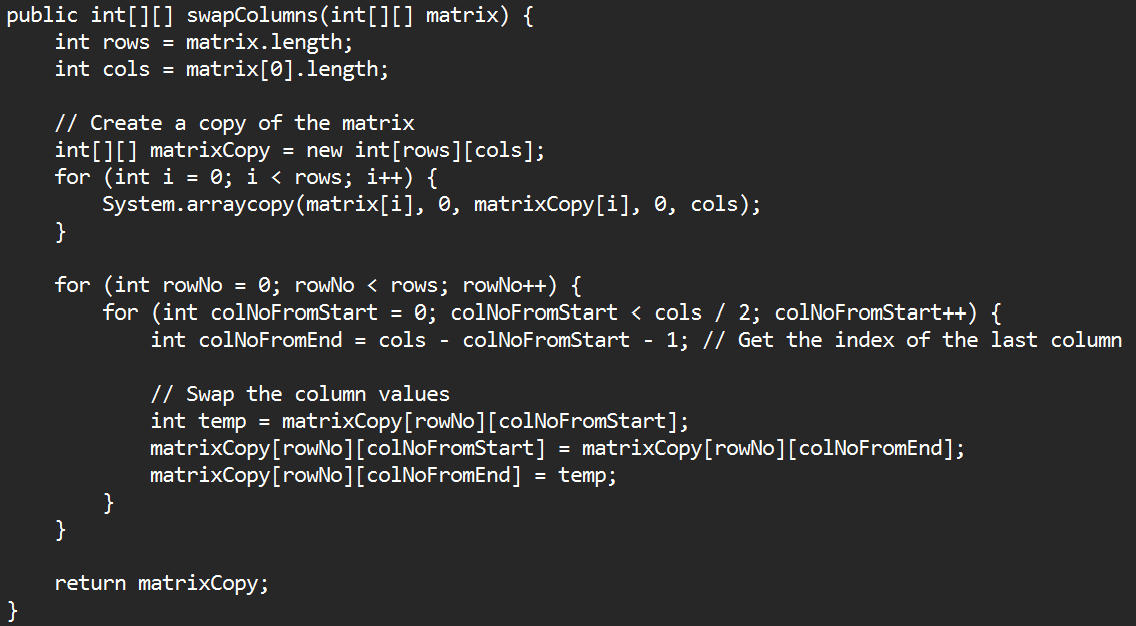 public int[][] swapColumns(int[][] matrix) {
    int rows = matrix.length;
    int cols = matrix[0].length;

    // Create a copy of the matrix
    int[][] matrixCopy = new int[rows][cols];
    for (int i = 0; i < rows; i++) {
        System.arraycopy(matrix[i], 0, matrixCopy[i], 0, cols);
    }

    for (int rowNo = 0; rowNo < rows; rowNo++) {
        for (int colNoFromStart = 0; colNoFromStart < cols / 2; colNoFromStart++) {
            int colNoFromEnd = cols - colNoFromStart - 1; // Get the index of the last column

            // Swap the column values
            int temp = matrixCopy[rowNo][colNoFromStart];
            matrixCopy[rowNo][colNoFromStart] = matrixCopy[rowNo][colNoFromEnd];
            matrixCopy[rowNo][colNoFromEnd] = temp;
        }
    }

    return matrixCopy;
}